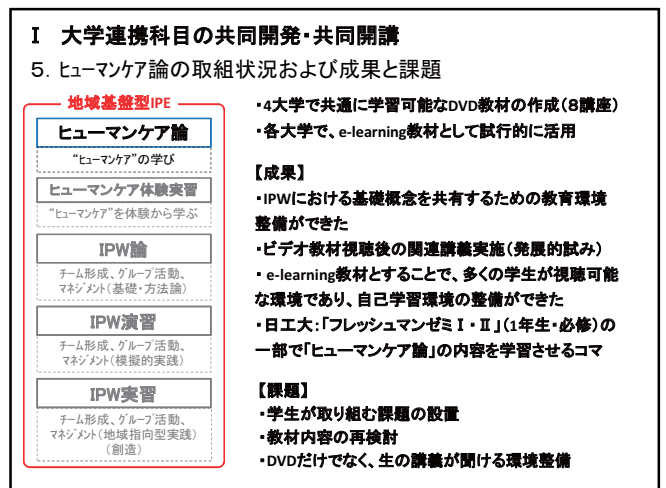 Ⅰ 大学連携科目の共同開発・共同開講
5. ヒューマンケア論の取組状況および成果と課題
地域基盤型IPE
ヒューマンケア論
“ヒューマンケア”の学び
ヒューマンケア体験実習
“ヒューマンケア”を体験から学ぶ
IPW論
チーム形成、グループ活動、
マネジメント(基礎・方法論)
IPW演習
チーム形成、グループ活動、
マネジメント(模擬的実践)
IPW実習
チーム形成、グループ活動、
マネジメント(地域指向型実践)
(創造)
・4大学で共通に学習可能なDVD教材の作成(8講座)
・各大学で、e-learning教材として試行的に活用
【成果】
・IPWにおける基礎概念を共有するための教育環境
整備ができた
・ビデオ教材視聴後の関連講義実施(発展的試み)
・e-learning教材とすることで、多くの学生が視聴可能
な環境であり、自己学習環境の整備ができた
・日工大:「フレッシュマンゼミⅠ・Ⅱ」(1年生・必修)の
一部で「ヒューマンケア論」の内容を学習させるコマ
【課題】
・学生が取り組む課題の設置
・教材内容の再検討
・DVDだけでなく、生の講義が聞ける環境整備